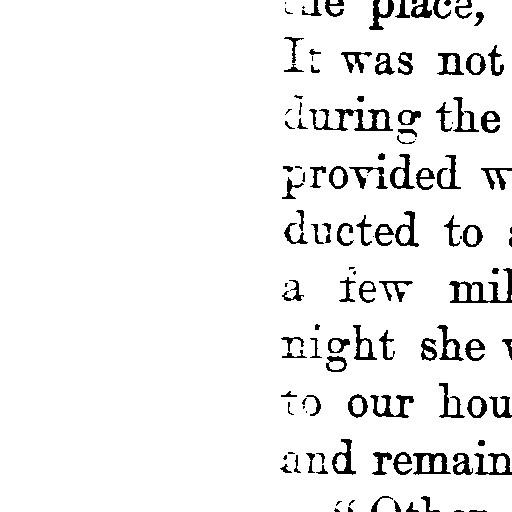 the place,
It was not
during the
provided w
ducted to a
a few mil
night she w
to our hou
and remain
“ Other